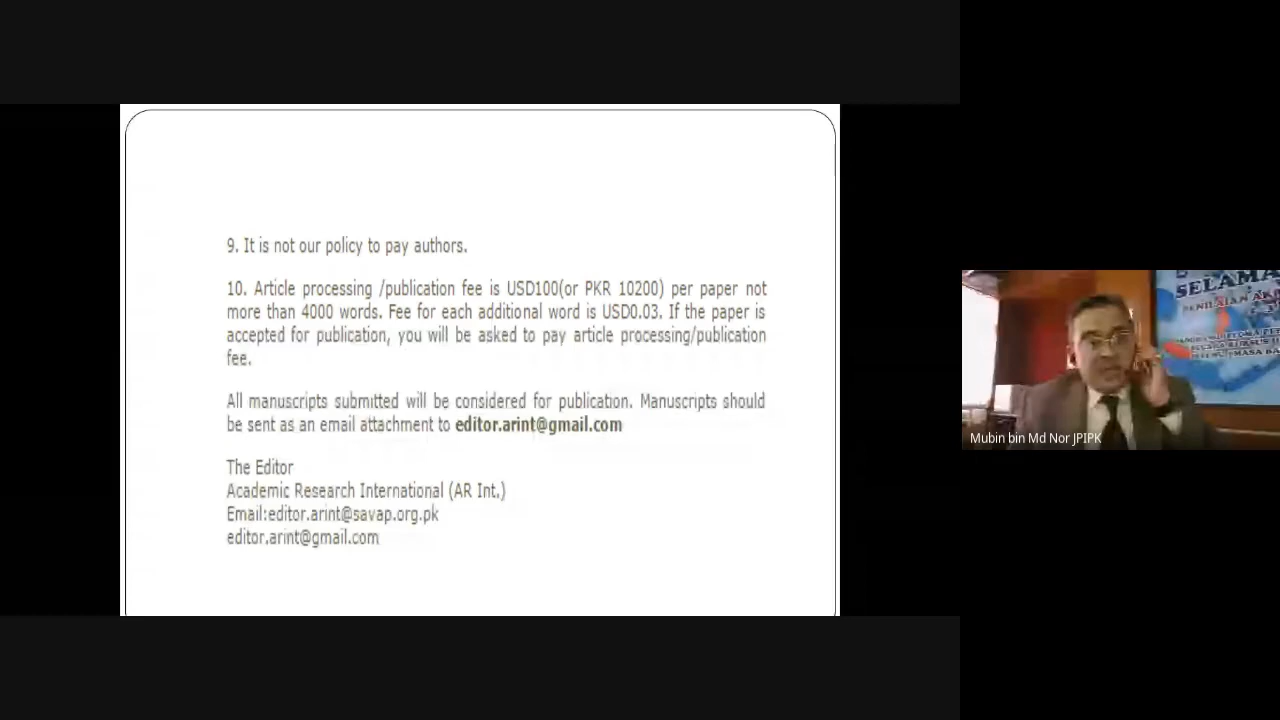 9. It is not our policy to pay authors.
10. Article processing /publication fee is USD100(or PKR 10200) per paper not
more than 4000 words. Fee for each additional word is USD0.03. If the paper is
accepted for publication, you will be asked to pay article processing/publication
fee.
All manuscripts submitted will be considered for publication. Manuscripts should
be sent as an email attachment to editor.arint@gmail.com
The Editor
Academic Research International (AR Int.)
Email:editor.arint@savap.org.pk
editor.arint@gmail.com
SELAMA
PENILAIAN AK
Mubin bin Md Nor JPIPK